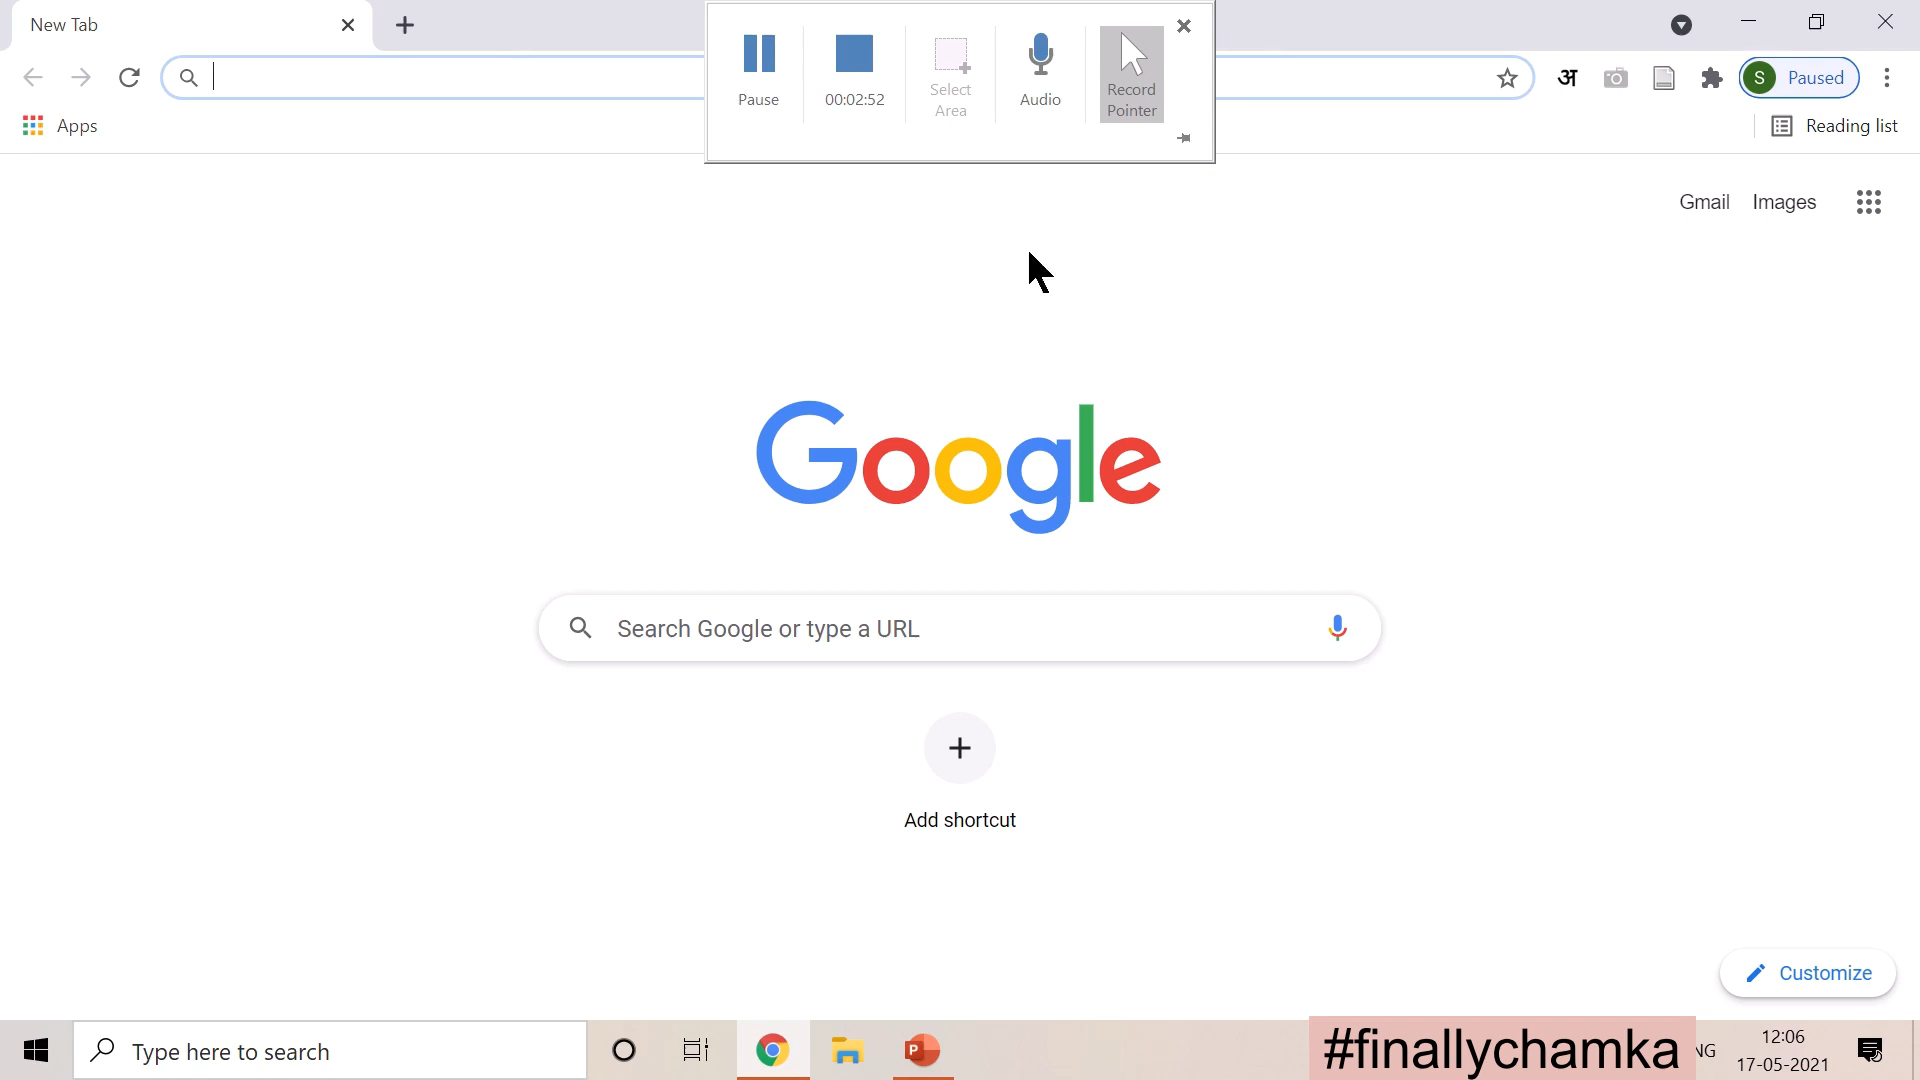 New Tab
Pause
00:02:52
Select
Area
Audio
Record
Pointer
अ
S
Paused
Apps
Reading list
Gmail
Images
Google
Search Google or type a URL
Add shortcut
Customize
Type here to search
P
#finallychamka
NG
12:06
17-05-2021